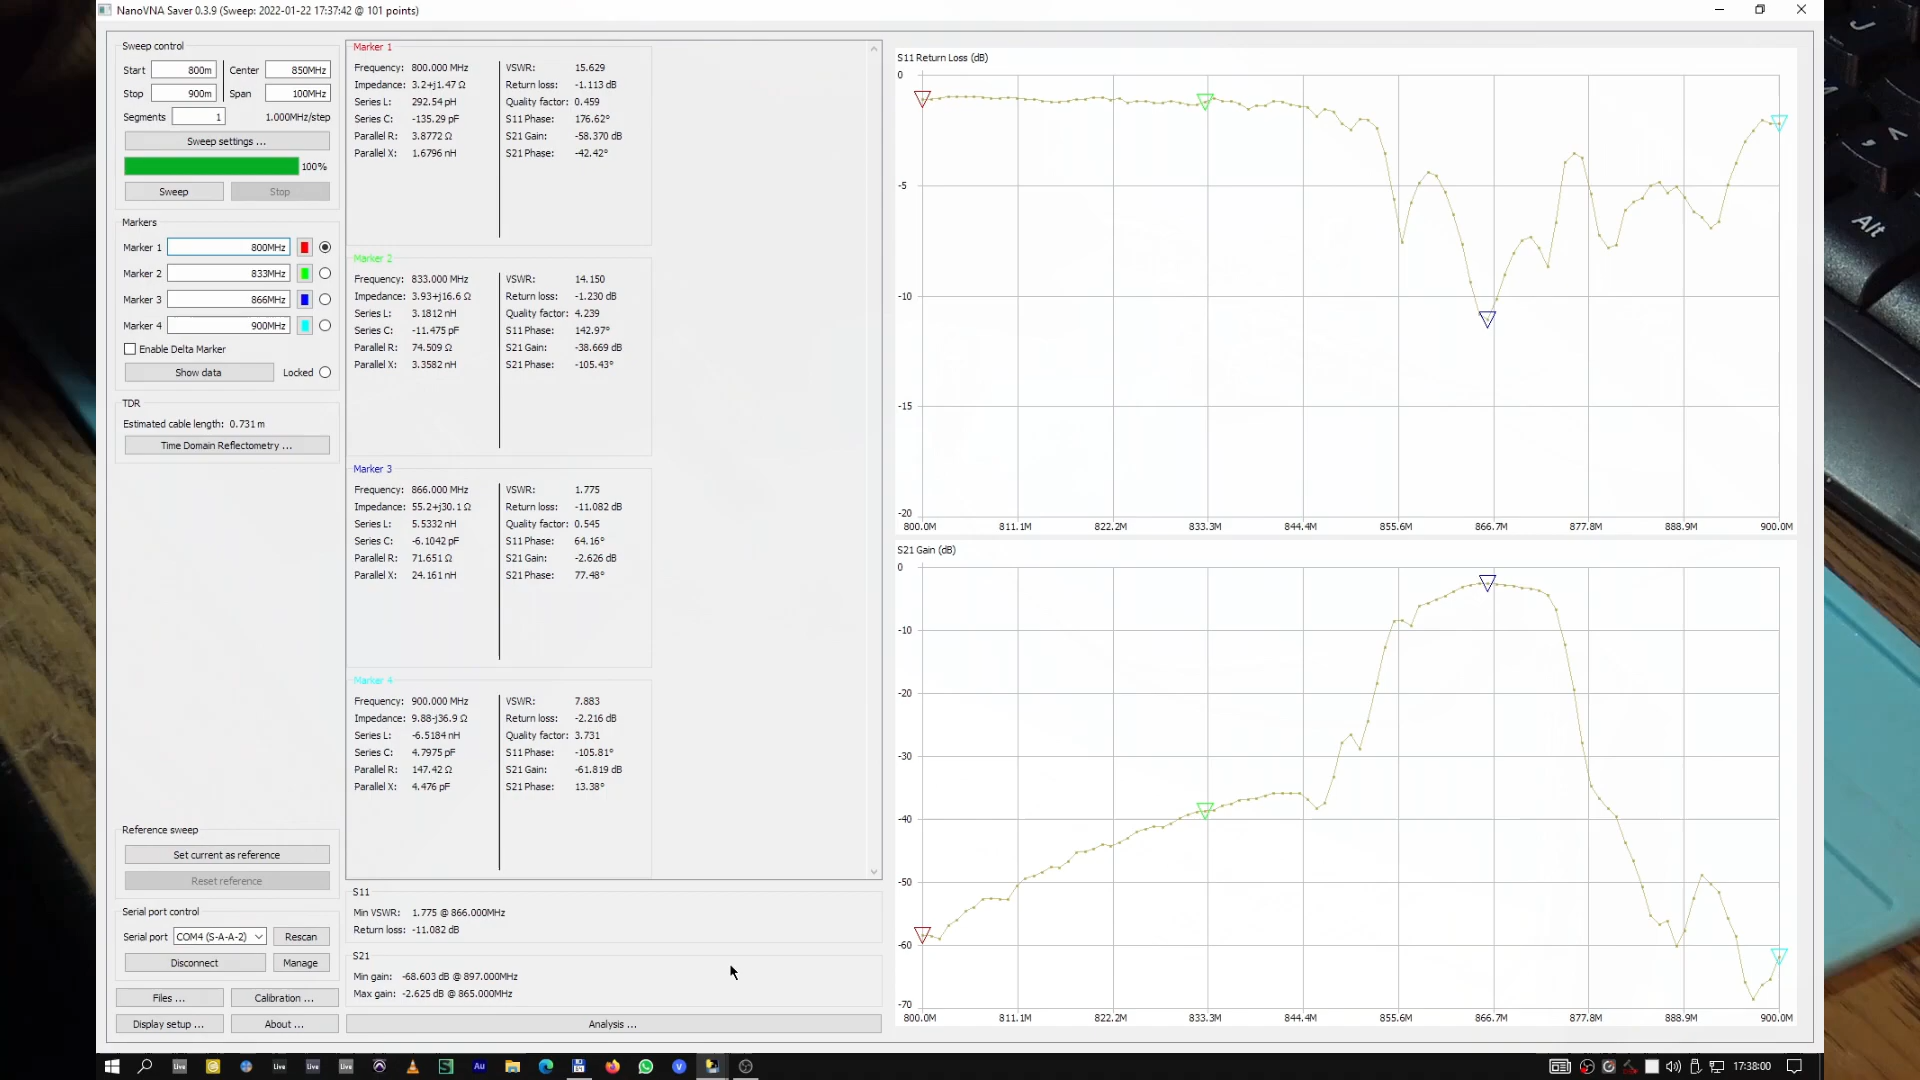 NanoVNA Saver 0.3.9 (Sweep: 2022-01-22 17:37:42 @ 101 points)
Sweep control
Start 800m Center 850MHz
Stop 900m Span 100MHz
Segments 1 1.000MHz/step
Sweep settings ...
100%
Sweep Stop
Markers
Marker 1 800MHz
Marker 2 833MHz
Marker 3 866MHz
Marker 4 900MHz
Enable Delta Marker
Show data Locked
TDR
Estimated cable length: 0.731 m
Time Domain Reflectometry ...
Reference sweep
Set current as reference
Reset reference
Serial port control
Serial port COM4 (S-A-A-2) Rescan
Disconnect Manage
Files ... Calibration ...
Display setup ... About ...
Marker 1
Frequency: 800.000 MHz VSWR: 15.629
Impedance: 3.2+j1.47 Ω Return loss: -1.113 dB
Series L: 292.54 pH Quality factor: 0.459
Series C: -135.29 pF S11 Phase: 176.62°
Parallel R: 3.8772 Ω S21 Gain: -58.370 dB
Parallel X: 1.6796 nH S21 Phase: -42.42°
Marker 2
Frequency: 833.000 MHz VSWR: 14.150
Impedance: 3.93+j16.6 Ω Return loss: -1.230 dB
Series L: 3.1812 nH Quality factor: 4.239
Series C: -11.475 pF S11 Phase: 142.97°
Parallel R: 74.509 Ω S21 Gain: -38.669 dB
Parallel X: 3.3582 nH S21 Phase: -105.43°
Marker 3
Frequency: 866.000 MHz VSWR: 1.775
Impedance: 55.2+j30.1 Ω Return loss: -11.082 dB
Series L: 5.5332 nH Quality factor: 0.545
Series C: -6.1042 pF S11 Phase: 64.16°
Parallel R: 71.651 Ω S21 Gain: -2.626 dB
Parallel X: 24.161 nH S21 Phase: 77.48°
Marker 4
Frequency: 900.000 MHz VSWR: 7.883
Impedance: 9.88-j36.9 Ω Return loss: -2.216 dB
Series L: -6.5184 nH Quality factor: 3.731
Series C: 4.7975 pF S11 Phase: -105.81°
Parallel R: 147.42 Ω S21 Gain: -61.819 dB
Parallel X: 4.476 pF S21 Phase: 13.38°
S11
Min VSWR: 1.775 @ 866.000MHz
Return loss: -11.082 dB
S21
Min gain: -68.603 dB @ 897.000MHz
Max gain: -2.625 dB @ 865.000MHz
Analysis ...
S11 Return Loss (dB)
0
-5
-10
-15
-20
800.0M 811.1M 822.2M 833.3M 844.4M 855.6M 866.7M 877.8M 888.9M 900.0M
S21 Gain (dB)
0
-10
-20
-30
-40
-50
-60
-70
800.0M 811.1M 822.2M 833.3M 844.4M 855.6M 866.7M 877.8M 888.9M 900.0M
J
Alt
Live Live Live Live S Au V
17:38:00